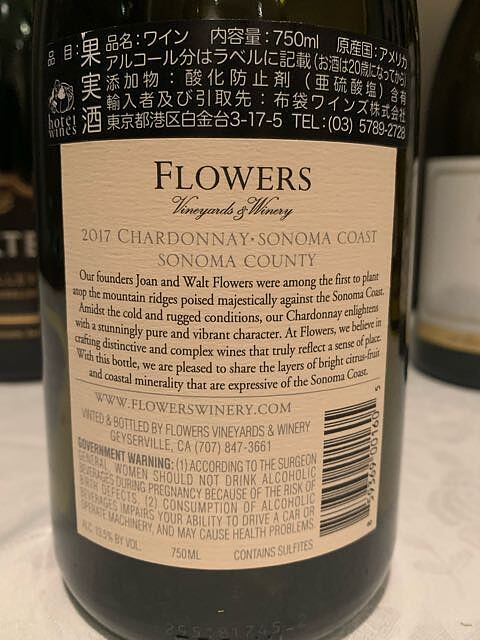 品目：果実酒
hotei wines
品名：ワイン 内容量：750ml 原産国：アメリカ
アルコール分はラベルに記載(お酒は20歳になってから)
添加物：酸化防止剤（亜硫酸塩）含有
輸入者及び引取先：布袋ワインズ株式会社
東京都港区白金台3-17-5 TEL:(03) 5789-2728
FLOWERS
Vineyards & Winery
2017 CHARDONNAY・SONOMA COAST
SONOMA COUNTY
Our founders Joan and Walt Flowers were among the first to plant
atop the mountain ridges poised majestically against the Sonoma Coast.
Amidst the cold and rugged conditions, our Chardonnay enlightens
with a stunningly pure and vibrant character. At Flowers, we believe in
crafting distinctive and complex wines that truly reflect a sense of place.
With this bottle, we are pleased to share the layers of bright citrus-fruit
and coastal minerality that are expressive of the Sonoma Coast.
WWW.FLOWERSWINERY.COM
VINTED & BOTTLED BY FLOWERS VINEYARDS & WINERY
GEYSERVILLE, CA (707) 847-3661
GOVERNMENT WARNING: (1) ACCORDING TO THE SURGEON
GENERAL, WOMEN SHOULD NOT DRINK ALCOHOLIC
BEVERAGES DURING PREGNANCY BECAUSE OF THE RISK OF
BIRTH DEFECTS. (2) CONSUMPTION OF ALCOHOLIC
BEVERAGES IMPAIRS YOUR ABILITY TO DRIVE A CAR OR
OPERATE MACHINERY, AND MAY CAUSE HEALTH PROBLEMS
ALC 13.5% BY VOL. 750ML CONTAINS SULFITES